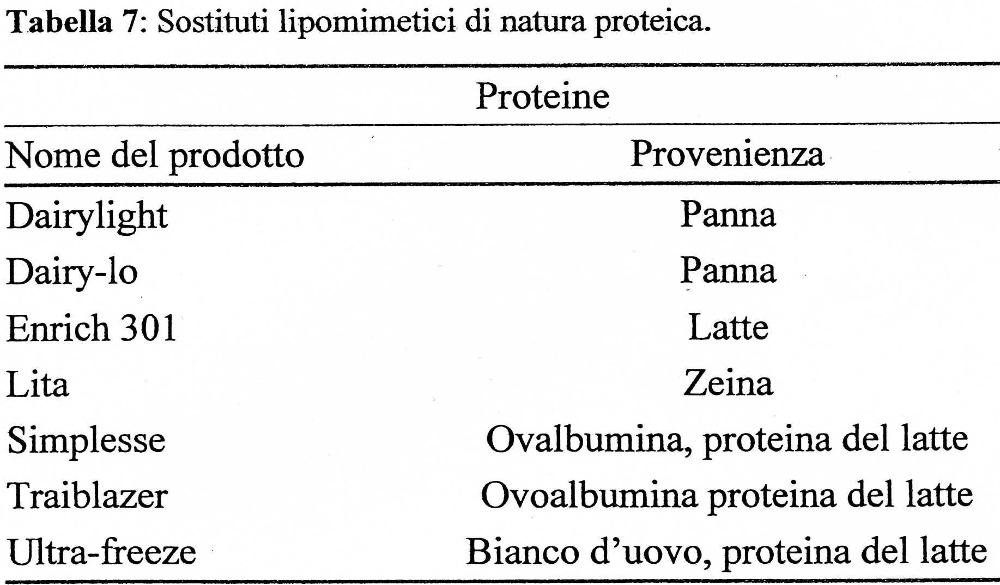 Tabella 7: Sostituti lipomimetici di natura proteica.
Proteine
Nome del prodotto Provenienza
Dairylight Panna
Dairy-lo Panna
Enrich 301 Latte
Lita Zeina
Simplesse Ovalbumina, proteina del latte
Traiblazer Ovoalbumina proteina del latte
Ultra-freeze Bianco d’uovo, proteina del latte